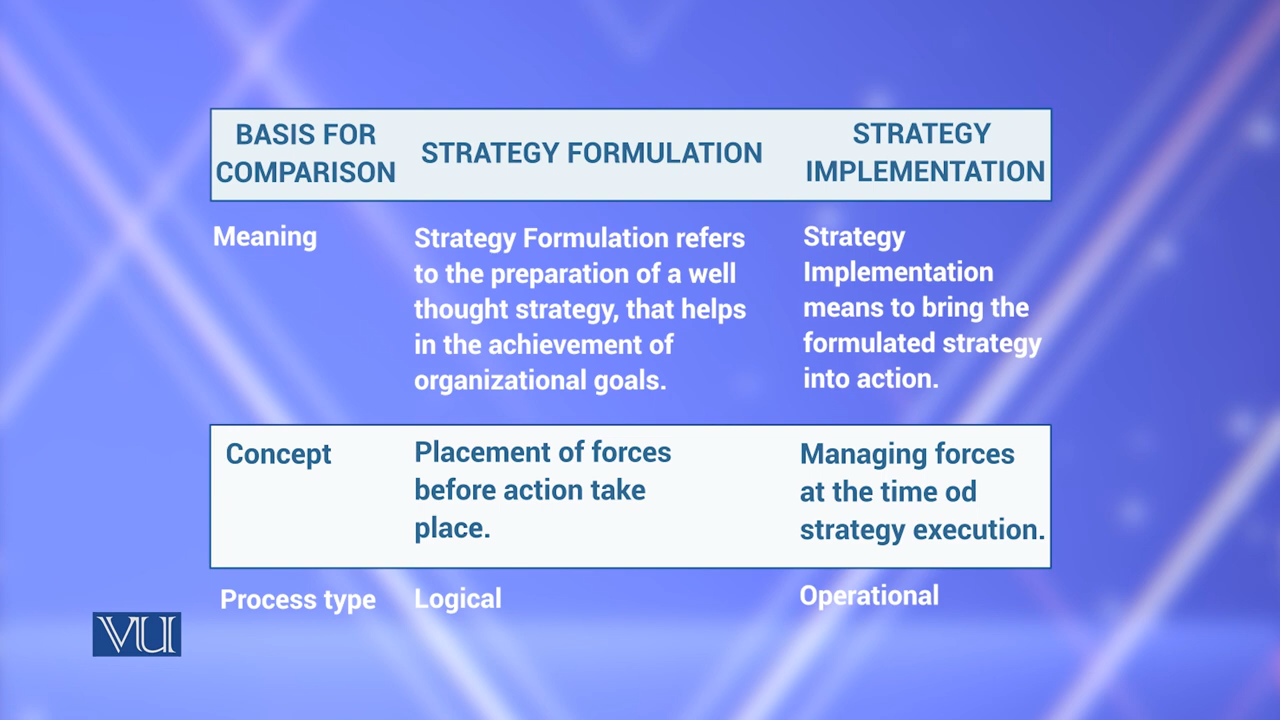 BASIS FOR
COMPARISON
STRATEGY FORMULATION
STRATEGY
IMPLEMENTATION
Meaning
Strategy Formulation refers
to the preparation of a well
thought strategy, that helps
in the achievement of
organizational goals.
Strategy
Implementation
means to bring the
formulated strategy
into action.
Concept
Placement of forces
before action take
place.
Managing forces
at the time od
strategy execution.
Process type
Logical
Operational
VU